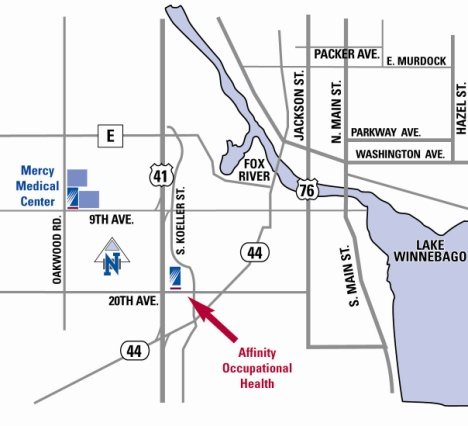 PACKER AVE.
E. MURDOCK
JACKSON ST.
N. MAIN ST.
HAZEL ST.
PARKWAY AVE.
WASHINGTON AVE.
E
Mercy
Medical
Center
41
FOX
RIVER
76
S. KOELLER ST.
OAKWOOD RD.
9TH AVE.
N
44
S. MAIN ST.
LAKE
WINNEBAGO
20TH AVE.
44
Affinity
Occupational
Health